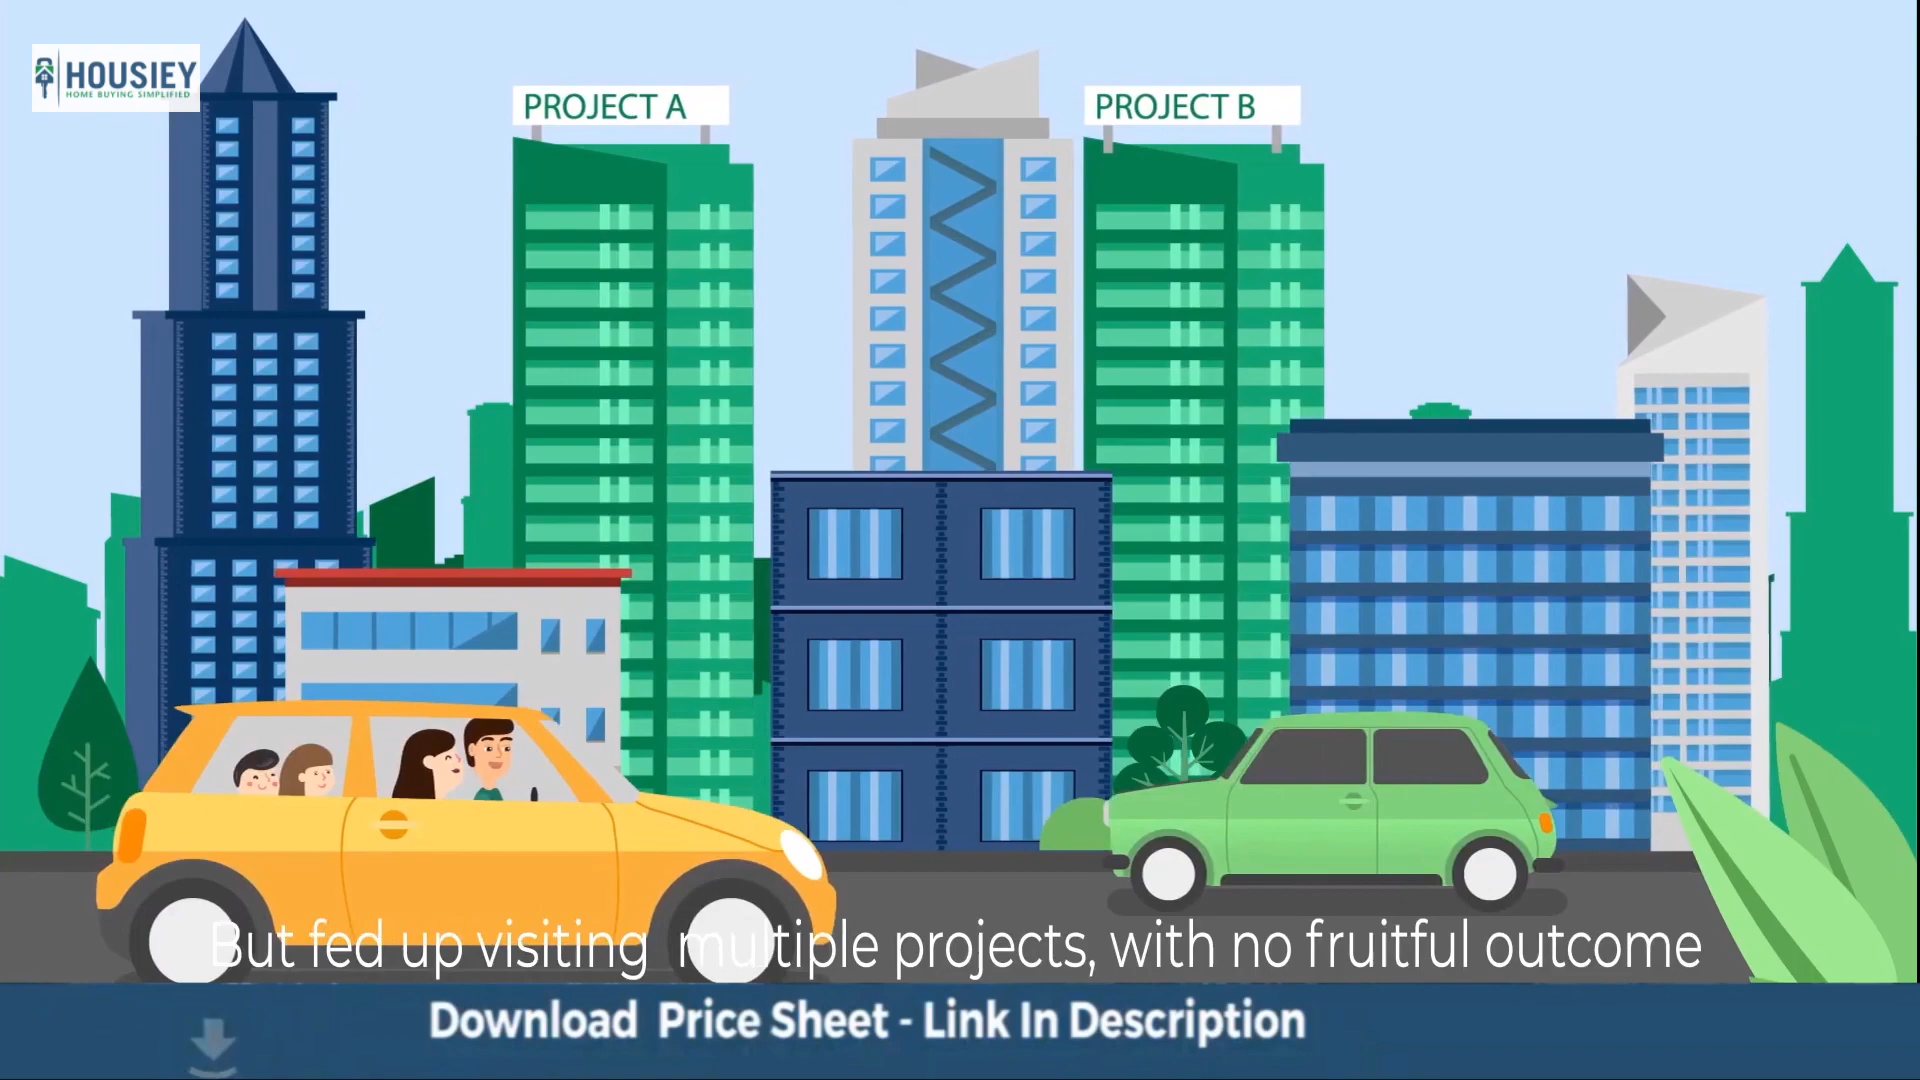 HOUSIEY
HOME BUYING SIMPLIFIED
PROJECT A
PROJECT B
But fed up visiting multiple projects, with no fruitful outcome
Download Price Sheet - Link In Description